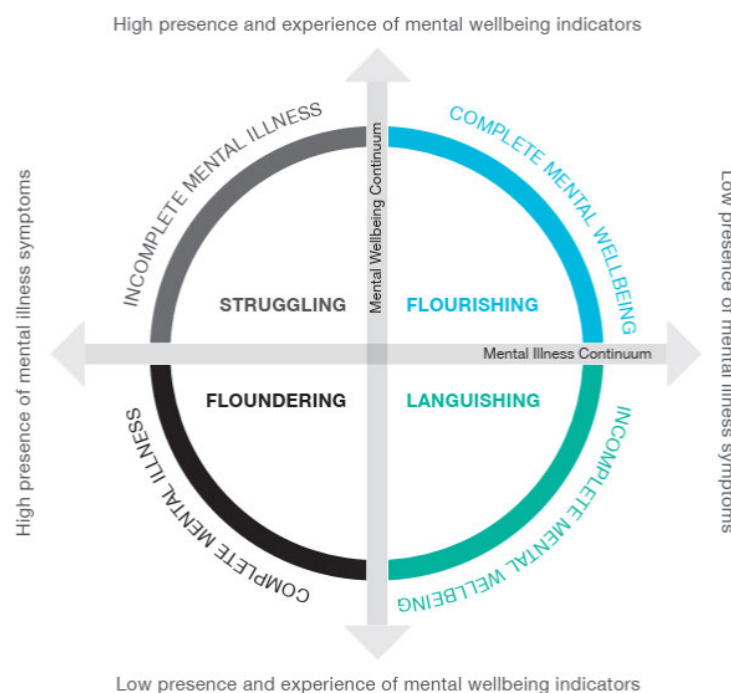 High presence and experience of mental wellbeing indicators
INCOMPLETE MENTAL ILLNESS
COMPLETE MENTAL WELLBEING
High presence of mental illness symptoms
Mental Wellbeing Continuum
Low presence of mental illness symptoms
STRUGGLING
FLOURISHING
Mental Illness Continuum
FLOUNDERING
LANGUISHING
COMPLETE MENTAL ILLNESS
INCOMPLETE MENTAL WELLBEING
Low presence and experience of mental wellbeing indicators